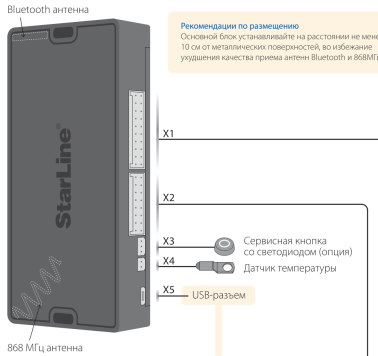 Bluetooth антенна
Рекомендации по размещению
Основной блок устанавливайте на расстоянии не мене
10 см от металлических поверхностей, во избежание
ухудшения качества приема антенн Bluetooth и 868МГц
StarLine®
X1
X2
X3
Сервисная кнопка
со светодиодом (опция)
X4
Датчик температуры
X5
USB-разъем
868 МГц антенна